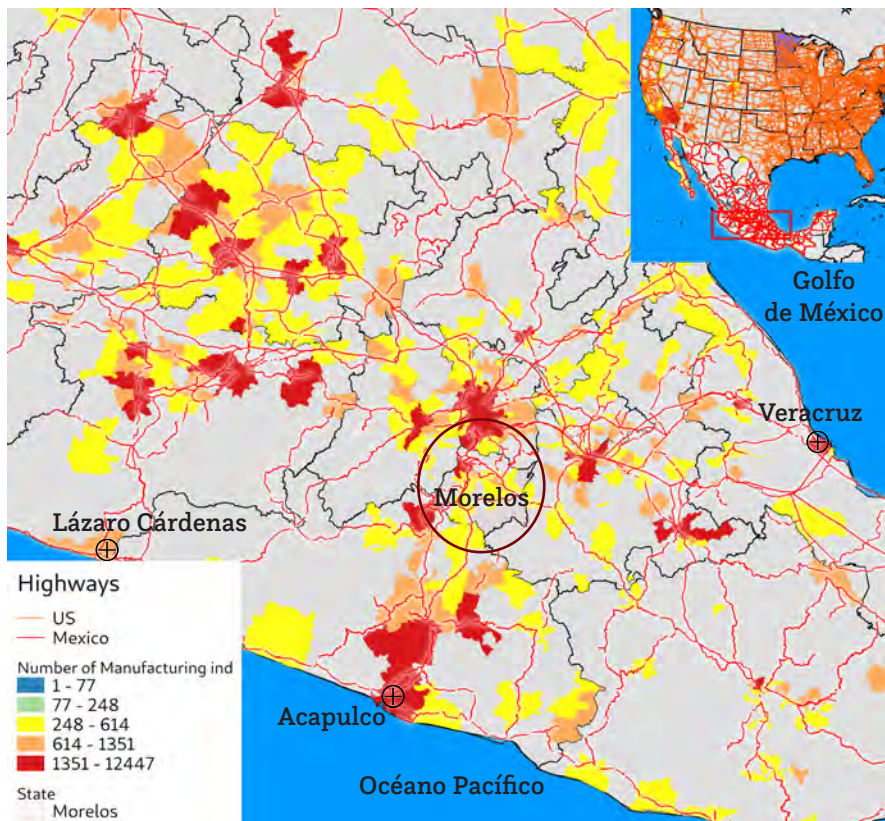 Golfo
de México
Veracruz
Morelos
Lázaro Cárdenas
Highways
US
Mexico
Number of Manufacturing ind
1 - 77
77 - 248
248 - 614
614 - 1351
1351 - 12447
State
Morelos
Acapulco
Océano Pacífico